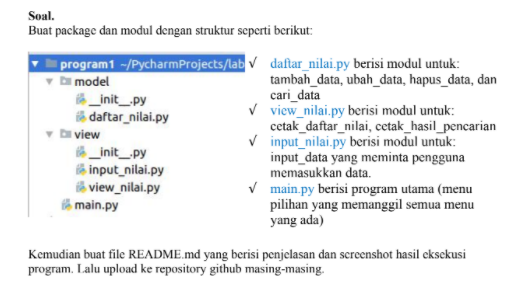 Soal.
Buat package dan modul dengan struktur seperti berikut:
program1 ~/PycharmProjects/lab
model
__init__.py
daftar_nilai.py
view
__init__.py
input_nilai.py
view_nilai.py
main.py
√ daftar_nilai.py berisi modul untuk:
tambah_data, ubah_data, hapus_data, dan
cari_data
√ view_nilai.py berisi modul untuk:
cetak_daftar_nilai, cetak_hasil_pencarian
√ input_nilai.py berisi modul untuk:
input_data yang meminta pengguna
memasukkan data.
√ main.py berisi program utama (menu
pilihan yang memanggil semua menu
yang ada)
Kemudian buat file README.md yang berisi penjelasan dan screenshot hasil eksekusi
program. Lalu upload ke repository github masing-masing.